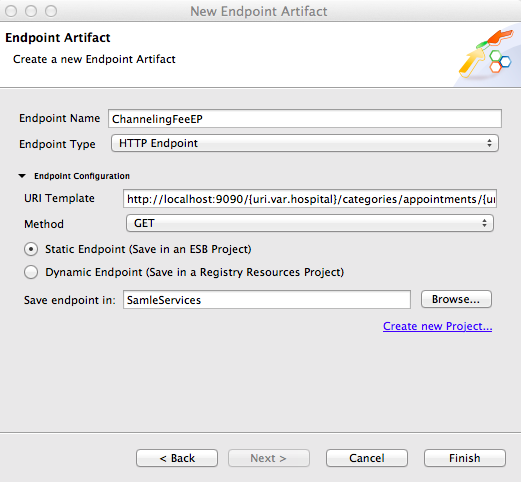 New Endpoint Artifact
Endpoint Artifact
Create a new Endpoint Artifact
Endpoint Name ChannelingFeeEP
Endpoint Type HTTP Endpoint
Endpoint Configuration
URI Template http://localhost:9090/{uri.var.hospital}/categories/appointments/{u
Method GET
Static Endpoint (Save in an ESB Project)
Dynamic Endpoint (Save in a Registry Resources Project)
Save endpoint in: SamleServices Browse...
Create new Project...
< Back Next > Cancel Finish